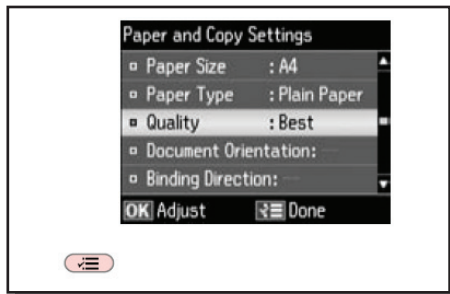 Paper and Copy Settings
Paper Size : A4
Paper Type : Plain Paper
Quality : Best
Document Orientation: —
Binding Direction: —
OK Adjust Done